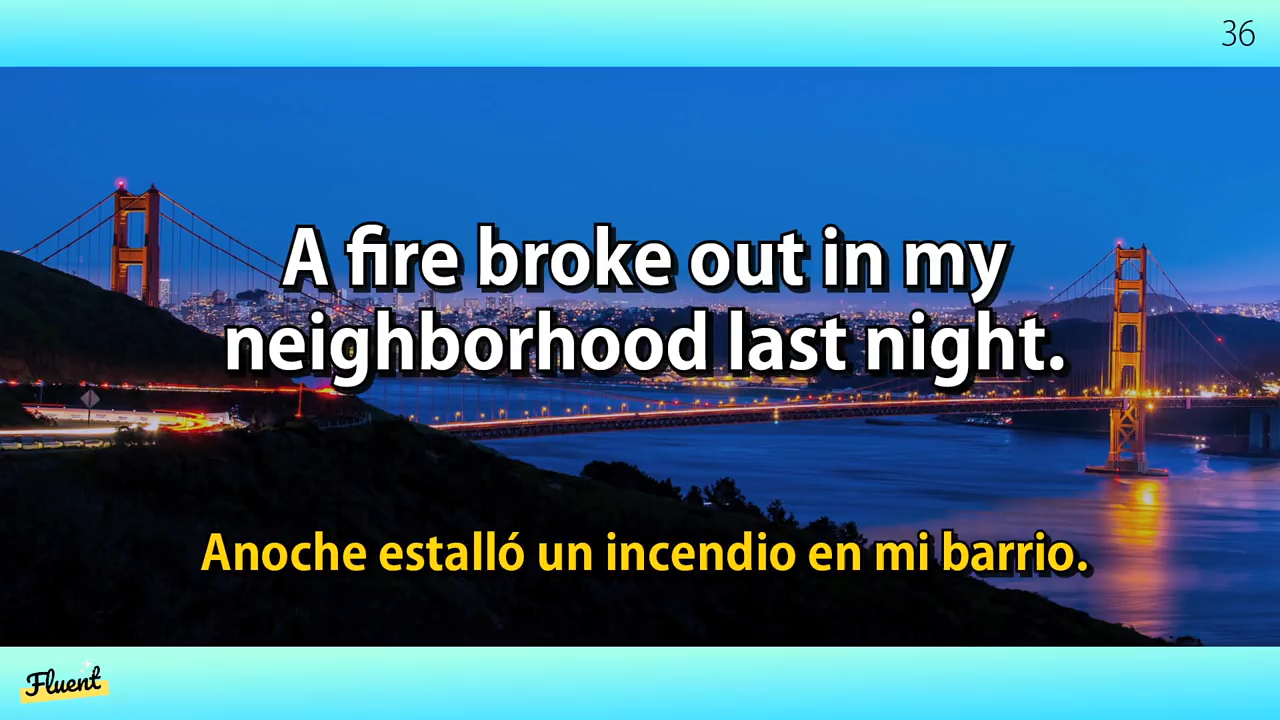 36
A fire broke out in my
neighborhood last night.
Anoche estalló un incendio en mi barrio.
Fluent